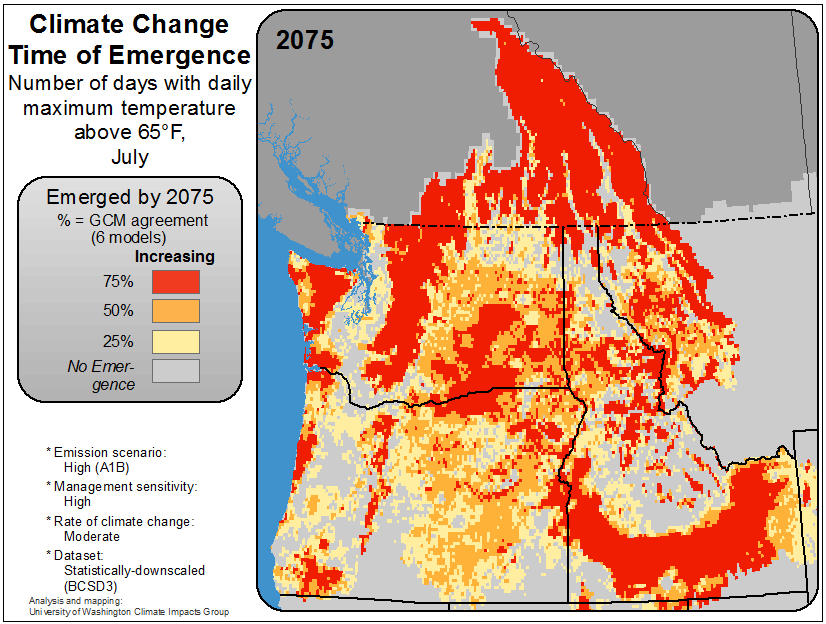 Climate Change
Time of Emergence
Number of days with daily
maximum temperature
above 65°F,
July
Emerged by 2075
% = GCM agreement
(6 models)
Increasing
75%
50%
25%
No Emer-
gence
* Emission scenario:
High (A1B)
* Management sensitivity:
High
* Rate of climate change:
Moderate
* Dataset:
Statistically-downscaled
(BCSD3)
Analysis and mapping:
University of Washington Climate Impacts Group
2075